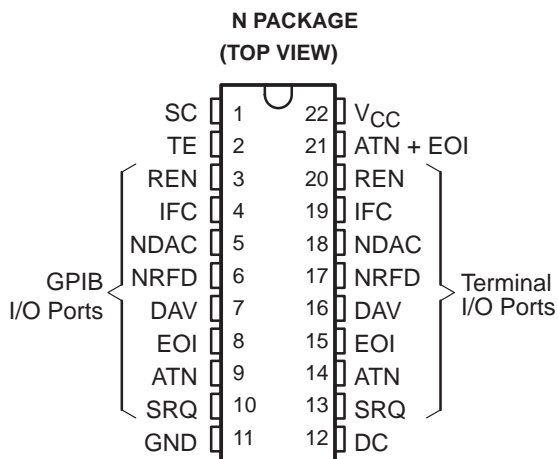 N PACKAGE
(TOP VIEW)
SC 1 22 VCC
TE 2 21 ATN + EOI
REN 3 20 REN
IFC 4 19 IFC
NDAC 5 18 NDAC
NRFD 6 17 NRFD
DAV 7 16 DAV
EOI 8 15 EOI
ATN 9 14 ATN
SRQ 10 13 SRQ
GND 11 12 DC
GPIB
I/O Ports
Terminal
I/O Ports